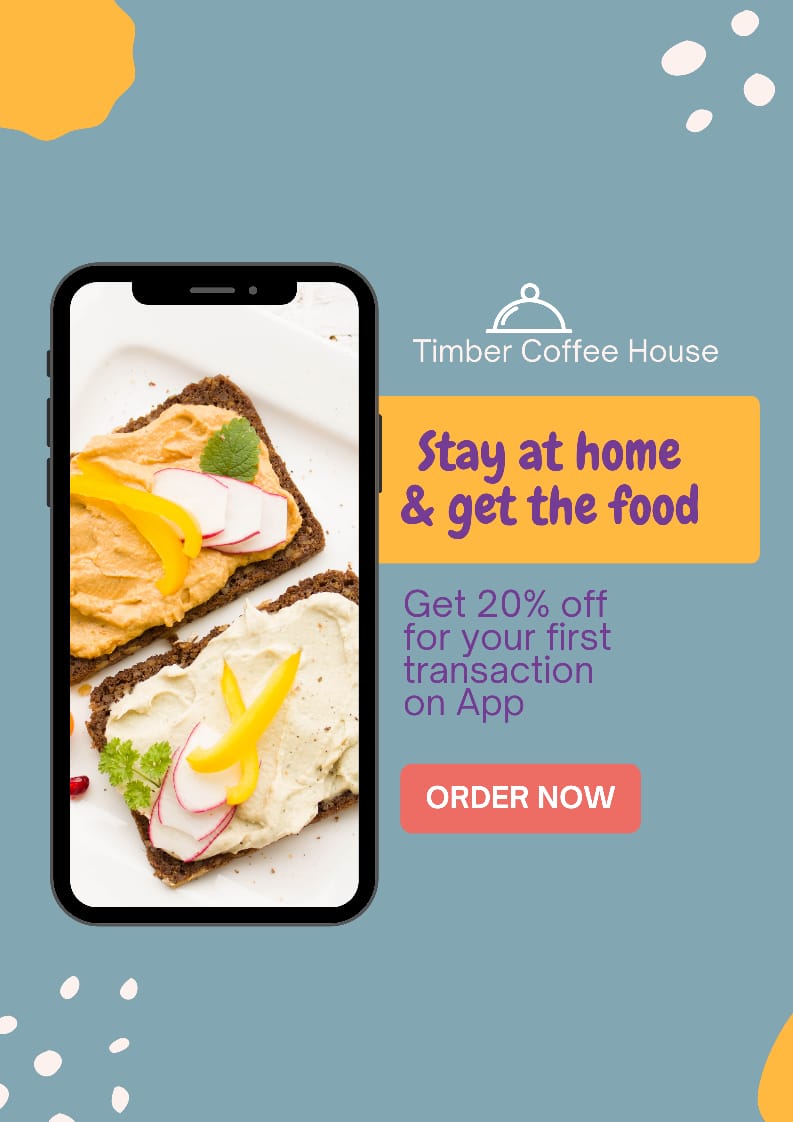 Timber Coffee House
Stay at home
& get the food
Get 20% off
for your first
transaction
on App
ORDER NOW